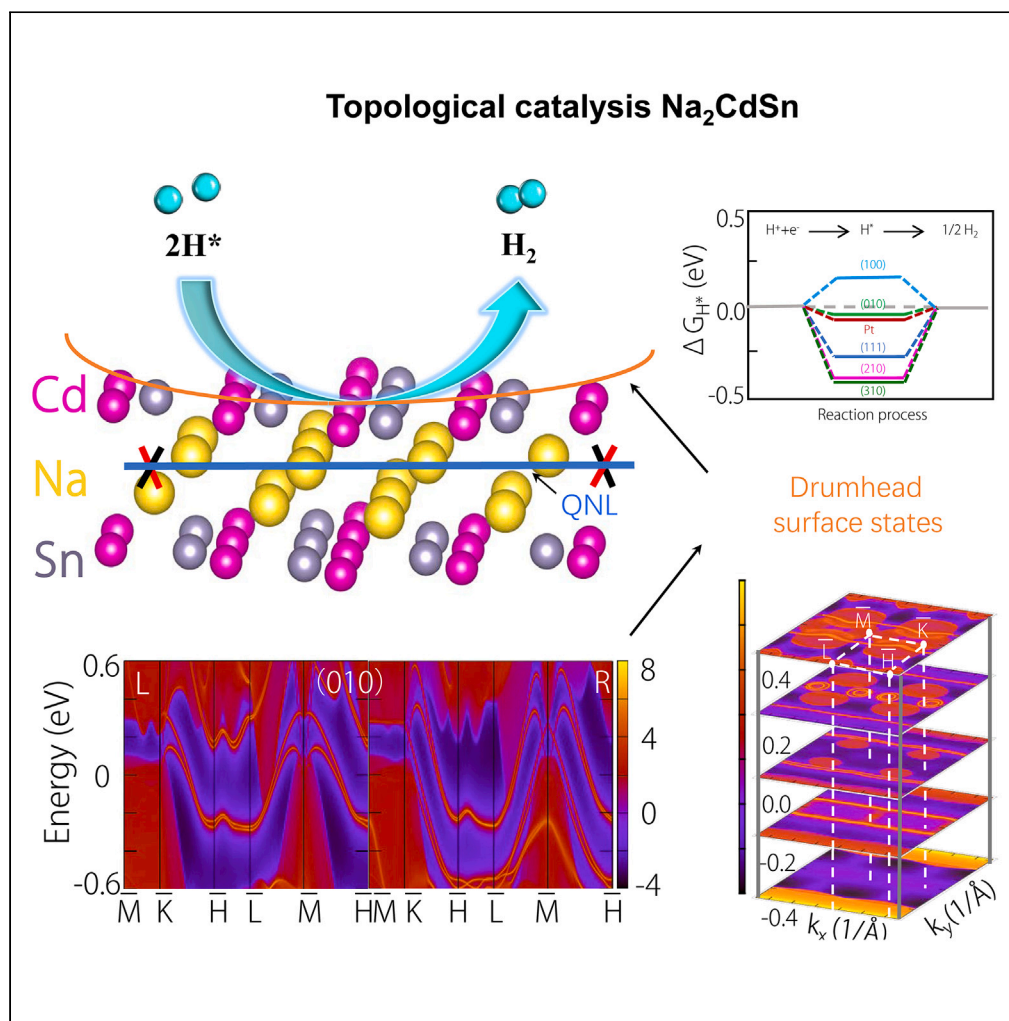 Topological catalysis Na₂CdSn
2H*
H₂
Cd
Na
Sn
QNL
0.5
0.0
-0.5
ΔG_H* (eV)
H⁺+e⁻
H*
1/2 H₂
(100)
(010)
Pt
(111)
(210)
(310)
Reaction process
Drumhead
surface states
0.6
0
-0.6
Energy (eV)
L
(010)
R
M̅ K̅ H̅ L̅ M̅ H̅ M̅ K̅ H̅ L̅ M̅ H̅
8
4
0
-4
M̅
K̅
L̅
H̅
0.4
0.2
0.0
-0.2
-0.4
kₓ (1/Å)
k_y (1/Å)